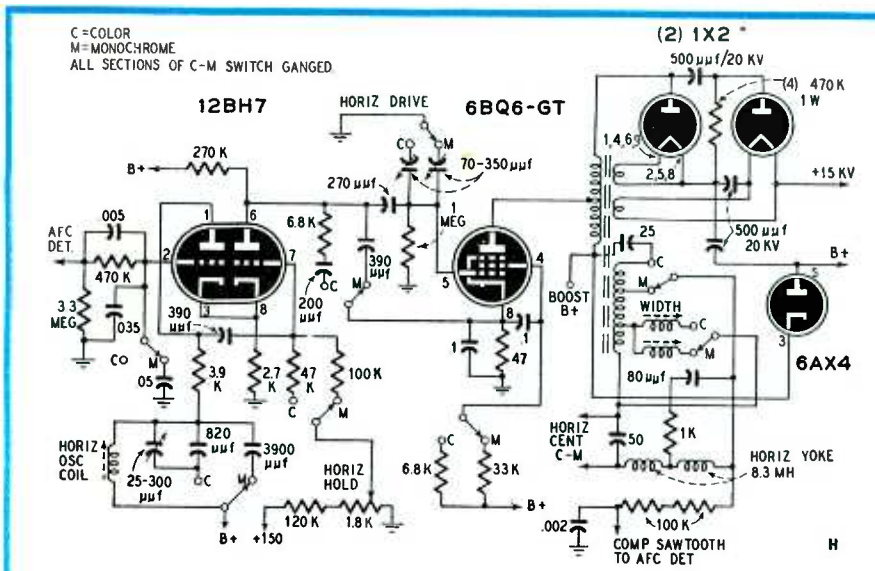 C = COLOR
M = MONOCHROME
ALL SECTIONS OF C-M SWITCH GANGED
12BH7
HORIZ DRIVE
6BQ6-GT
(2) 1X2
500 µµf/20 KV
(4) 470 K
1 W
B+
270 K
C
M
270 µµf
70-350 µµf
1,4,6,9
2,5,8
+15 KV
.005
AFC
DET.
470 K
3.3
MEG.
.035
1
6
2
7
3
8
390
µµf
6.8 K
200
µµf
C
390
µµf
M
1
MEG
5
4
8
500 µµf
20 KV
B+
.25
C
M
BOOST
B+
WIDTH
C
M
5
3
6AX4
C
M
.05
3.9
K
2.7
K
47
K
C
100 K
M
.1
47
.1
80 µµf
HORIZ
OSC
COIL
25-300
µµf
820
µµf
C
3900
µµf
M
B+
HORIZ
HOLD
+150
120 K
1.8 K
C
M
6.8 K
33 K
B+
HORIZ
CENT
C-M
50
1K
HORIZ YOKE
8.3 MH
.002
100 K
COMP SAWTOOTH
TO AFC DET
H